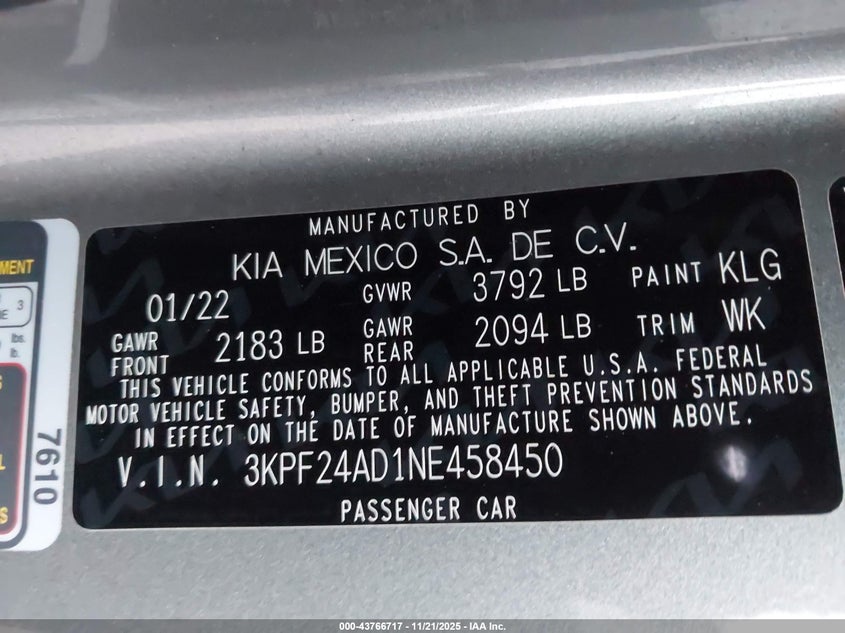 MANUFACTURED BY
KIA MEXICO S.A. DE C.V.
01/22 GVWR 3792 LB PAINT KLG
GAWR FRONT 2183 LB GAWR REAR 2094 LB TRIM WK
THIS VEHICLE CONFORMS TO ALL APPLICABLE U.S.A. FEDERAL
MOTOR VEHICLE SAFETY, BUMPER, AND THEFT PREVENTION STANDARDS
IN EFFECT ON THE DATE OF MANUFACTURE SHOWN ABOVE.
V.I.N. 3KPF24AD1NE458450
PASSENGER CAR
3
lbs.
lb.
7610
000-43766717 - 11/21/2025 - IAA Inc.